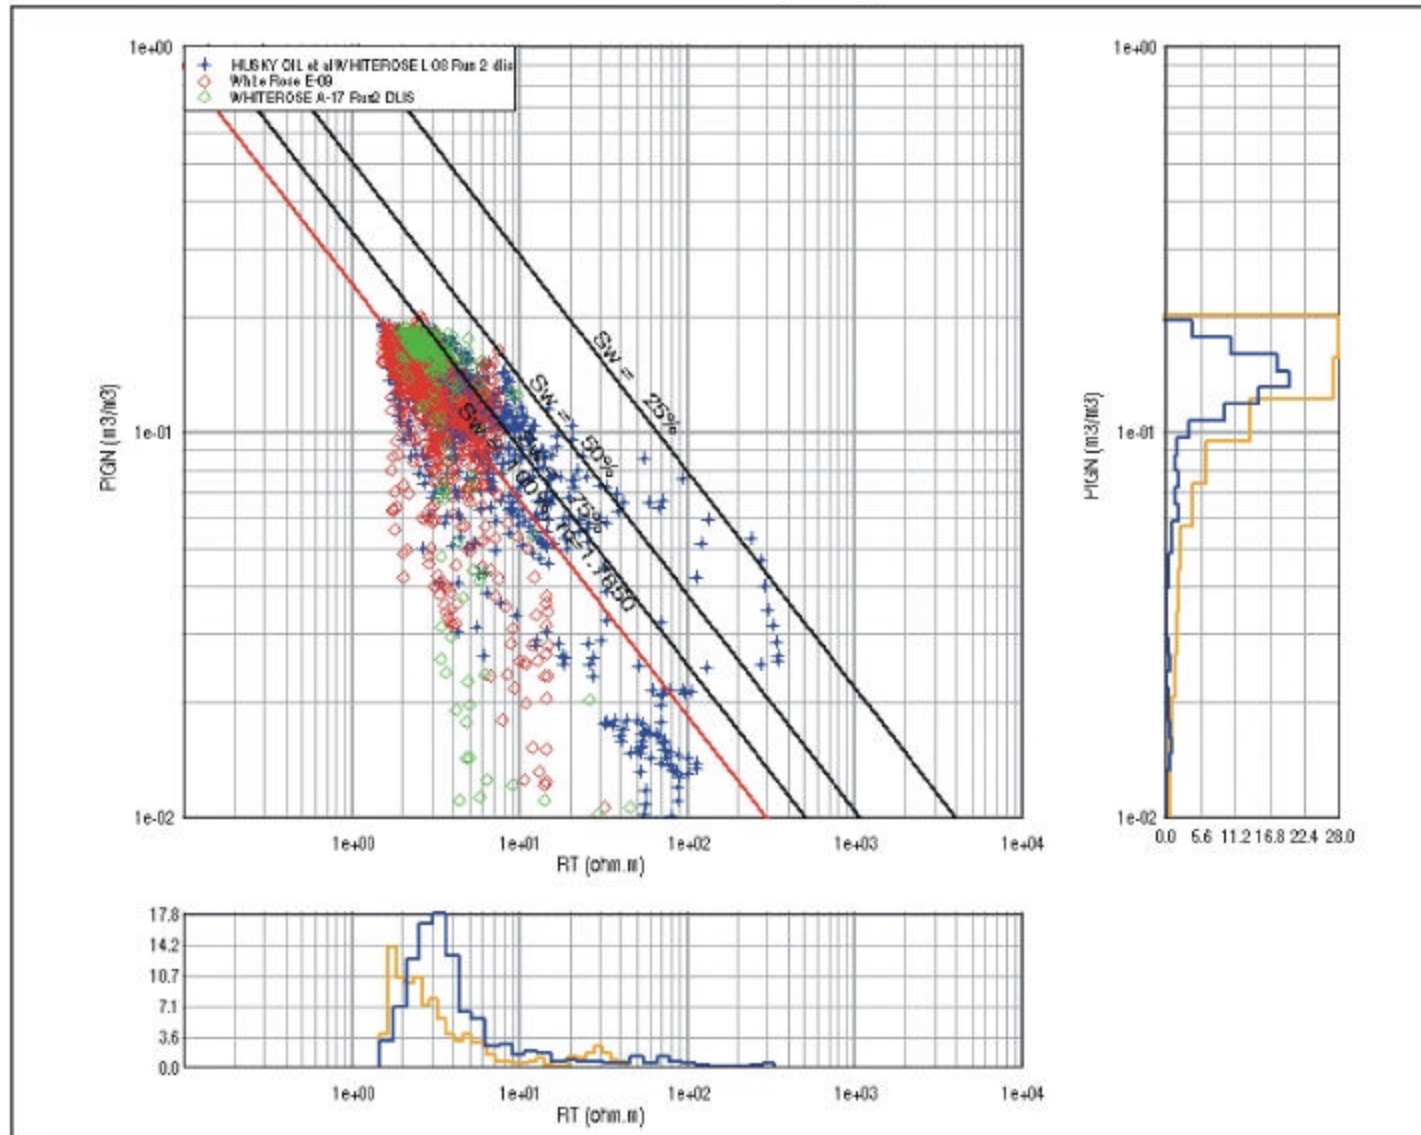 1e+00
HUSKY OIL et al WHITEROSE L 08 Run 2 dlis
White Rose E-09
WHITEROSE A-17 Run2 DLIS
Sw = 25%
Sw = 50%
Sw = 75%
Sw = 100% m=1.7650
PIGN (m3/m3)
1e-01
1e-02
1e+00 1e+01 1e+02 1e+03 1e+04
RT (ohm.m)
1e+00
PIGN (m3/m3)
1e-01
1e-02
0.0 5.6 11.2 16.8 22.4 28.0
17.8
14.2
10.7
7.1
3.6
0.0
1e+00 1e+01 1e+02 1e+03 1e+04
RT (ohm.m)